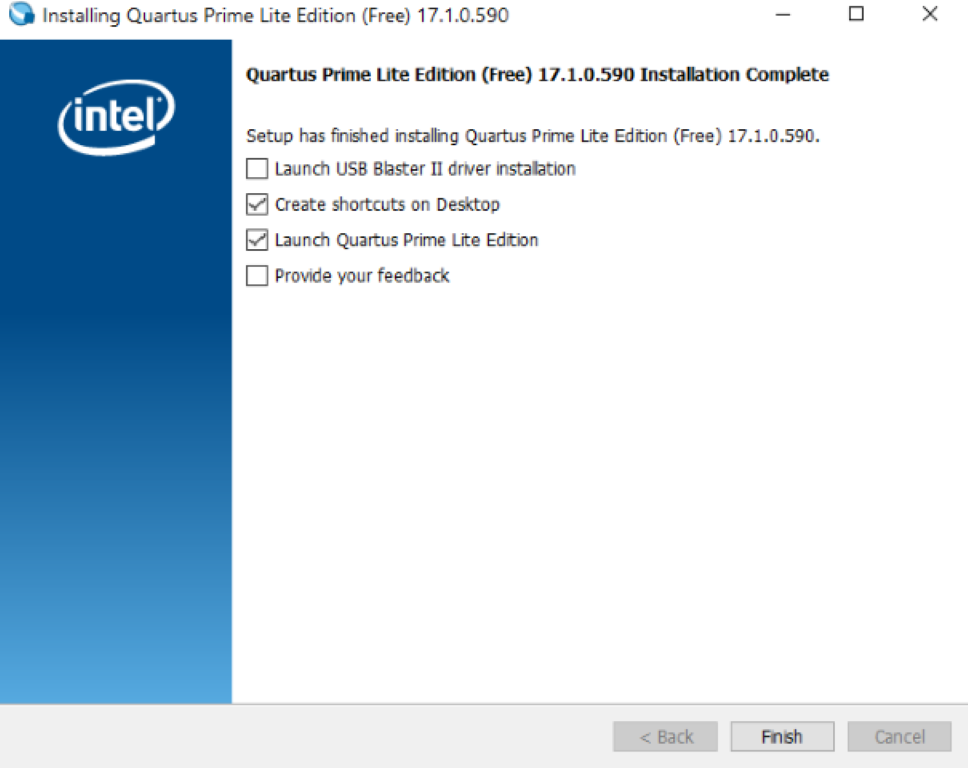 Installing Quartus Prime Lite Edition (Free) 17.1.0.590
intel
Quartus Prime Lite Edition (Free) 17.1.0.590 Installation Complete
Setup has finished installing Quartus Prime Lite Edition (Free) 17.1.0.590.
Launch USB Blaster II driver installation
Create shortcuts on Desktop
Launch Quartus Prime Lite Edition
Provide your feedback
< Back Finish Cancel